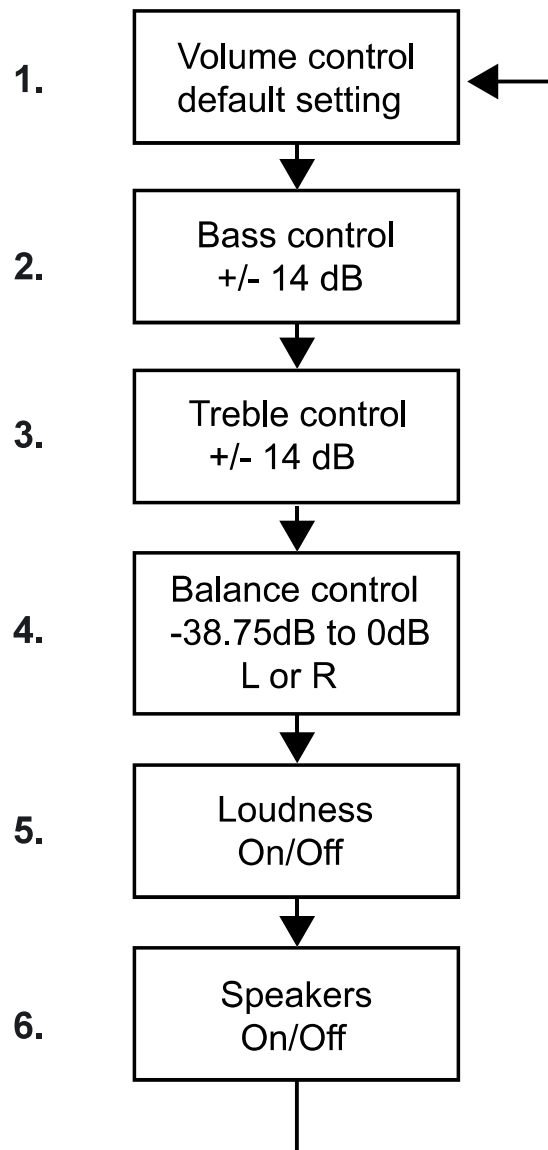 1.
Volume control
default setting
2.
Bass control
+/- 14 dB
3.
Treble control
+/- 14 dB
4.
Balance control
-38.75dB to 0dB
L or R
5.
Loudness
On/Off
6.
Speakers
On/Off